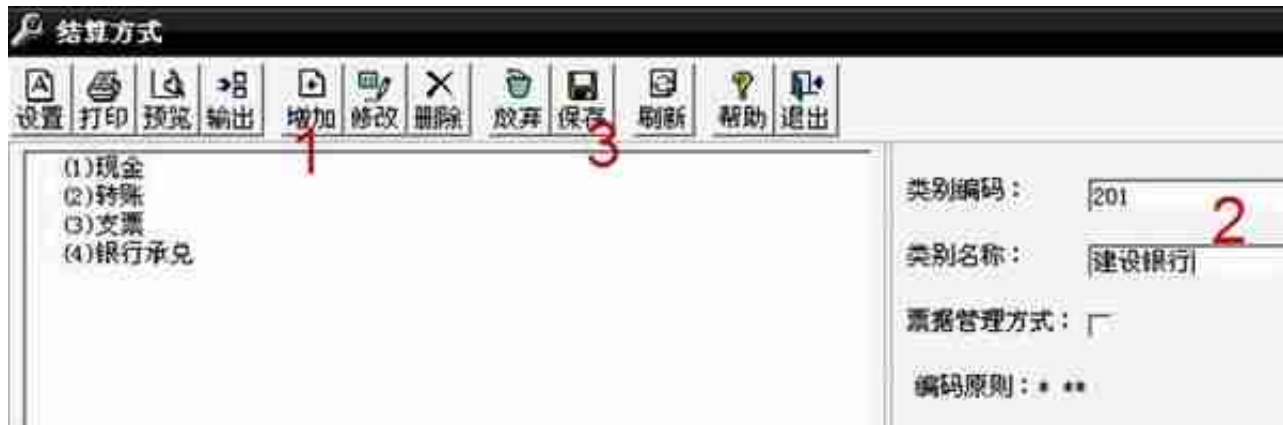 结算方式
设置 打印 预览 输出 增加 修改 删除 放弃 保存 刷新 帮助 退出
1 3
(1)现金
(2)转账
(3)支票
(4)银行承兑
类别编码： 201
2
类别名称： 建设银行
票据管理方式：
编码原则：* **